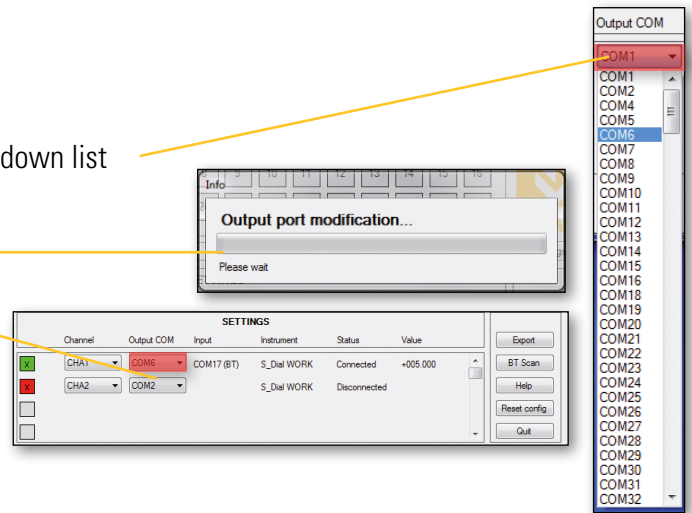 Output COM
COM1
COM1
COM2
COM4
COM5
COM6
COM7
COM8
COM9
COM10
COM11
COM12
COM13
COM14
COM15
COM16
COM18
COM19
COM20
COM21
COM22
COM23
COM24
COM25
COM26
COM27
COM28
COM29
COM30
COM31
COM32
down list
9 10 11 12 13 14 15 16
Info
Output port modification...
Please wait
SETTINGS
Channel Output COM Input Instrument Status Value
X CHA1 COM6 COM17 (BT) S_Dial WORK Connected +005.000
X CHA2 COM2 S_Dial WORK Disconnected
Export
BT Scan
Help
Reset config
Quit